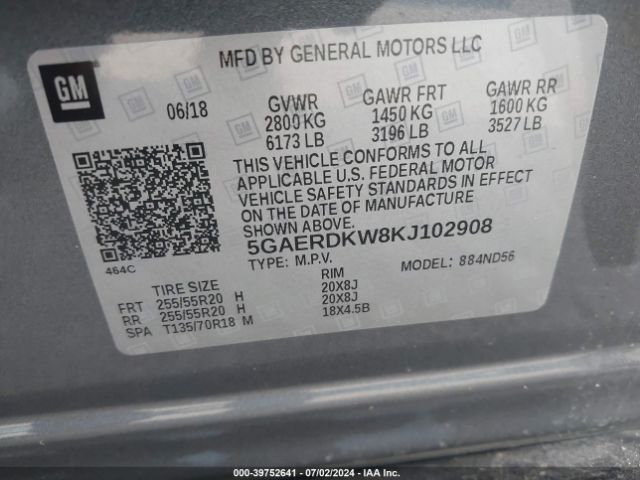 MFD BY GENERAL MOTORS LLC
GM
06/18
GVWR GAWR FRT GAWR RR
2800 KG 1450 KG 1600 KG
6173 LB 3196 LB 3527 LB
THIS VEHICLE CONFORMS TO ALL
APPLICABLE U.S. FEDERAL MOTOR
VEHICLE SAFETY STANDARDS IN EFFECT
ON THE DATE OF MANUFACTURE
SHOWN ABOVE.
5GAERDKW8KJ102908
464C
TYPE: M.P.V. MODEL: 884ND56
TIRE SIZE RIM
FRT 255/55R20 H 20X8J
RR 255/55R20 H 20X8J
SPA T135/70R18 M 18X4.5B
000-39752641 | 07/02/2024 | IAAI.com